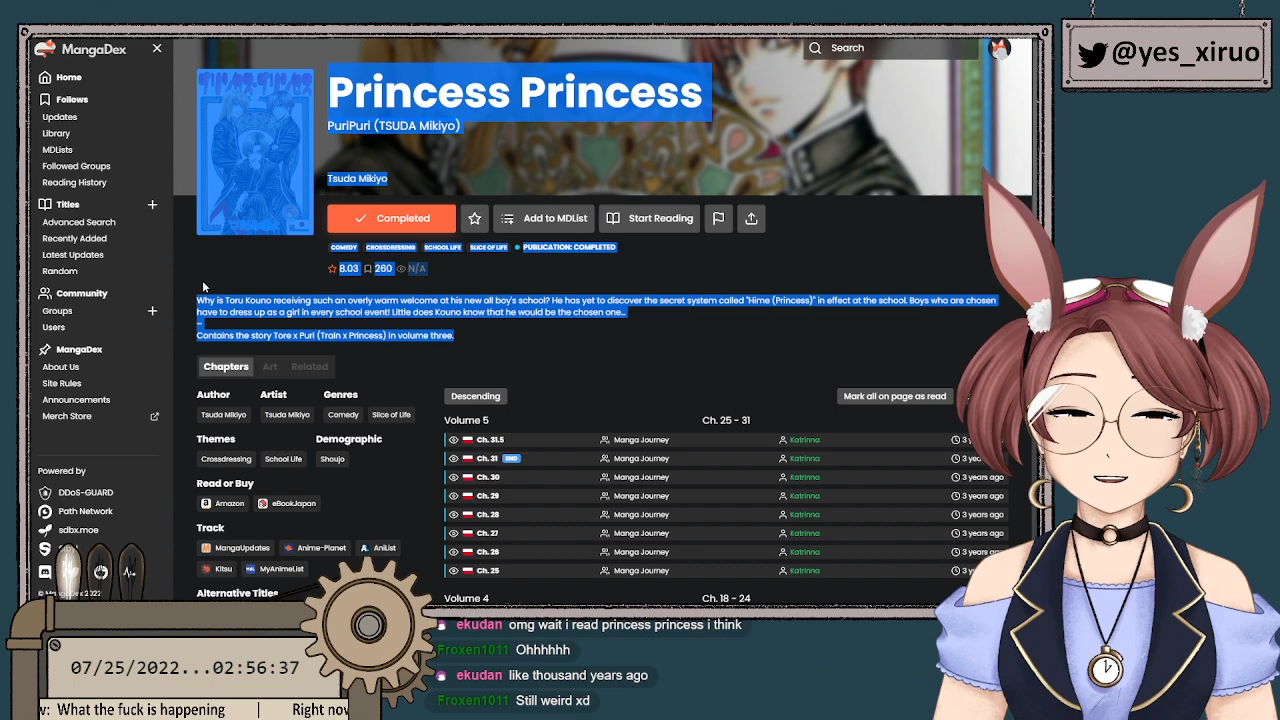 @yes_xiruo
MangaDex
Home
Follows
Updates
Library
MDLists
Followed Groups
Reading History
Titles
Advanced Search
Recently Added
Latest Updates
Random
Community
Groups
Users
MangaDex
About Us
Site Rules
Announcements
Merch Store
Powered by
DDoS-GUARD
Path Network
sdbx.moe
© MangaDex 2022
Search
Princess Princess
PuriPuri (TSUDA Mikiyo)
Tsuda Mikiyo
Completed
Add to MDList
Start Reading
COMEDY CROSSDRESSING SCHOOL LIFE SLICE OF LIFE PUBLICATION: COMPLETED
8.03 260 N/A
Why is Toru Kouno receiving such an overly warm welcome at his new all boy's school? He has yet to discover the secret system called "Hime (Princess)" in effect at the school. Boys who are chosen
have to dress up as a girl in every school event! Little does Kouno know that he would be the chosen one...
–
Contains the story Tore x Puri (Train x Princess) in volume three.
Chapters Art Related
Author Artist Genres
Tsuda Mikiyo Tsuda Mikiyo Comedy Slice of Life
Themes Demographic
Crossdressing School Life Shoujo
Read or Buy
Amazon eBookJapan
Track
MangaUpdates Anime-Planet AniList
Kitsu MyAnimeList
Alternative Titles
Descending Mark all on page as read
Volume 5 Ch. 25 - 31
Ch. 31.5 Manga Journey Katrinna 3 y
Ch. 31 END Manga Journey Katrinna 3 yea
Ch. 30 Manga Journey Katrinna 3 years ago
Ch. 29 Manga Journey Katrinna 3 years ago
Ch. 28 Manga Journey Katrinna 3 years ago
Ch. 27 Manga Journey Katrinna 3 years ago
Ch. 26 Manga Journey Katrinna 3 years ago
Ch. 25 Manga Journey Katrinna 3 years ago
Volume 4 Ch. 18 - 24
ekudan omg wait i read princess princess i think
Froxen1011 Ohhhhhh
ekudan like thousand years ago
Froxen1011 Still weird xd
07/25/2022...02:56:37
w: What the fuck is happening | Right now